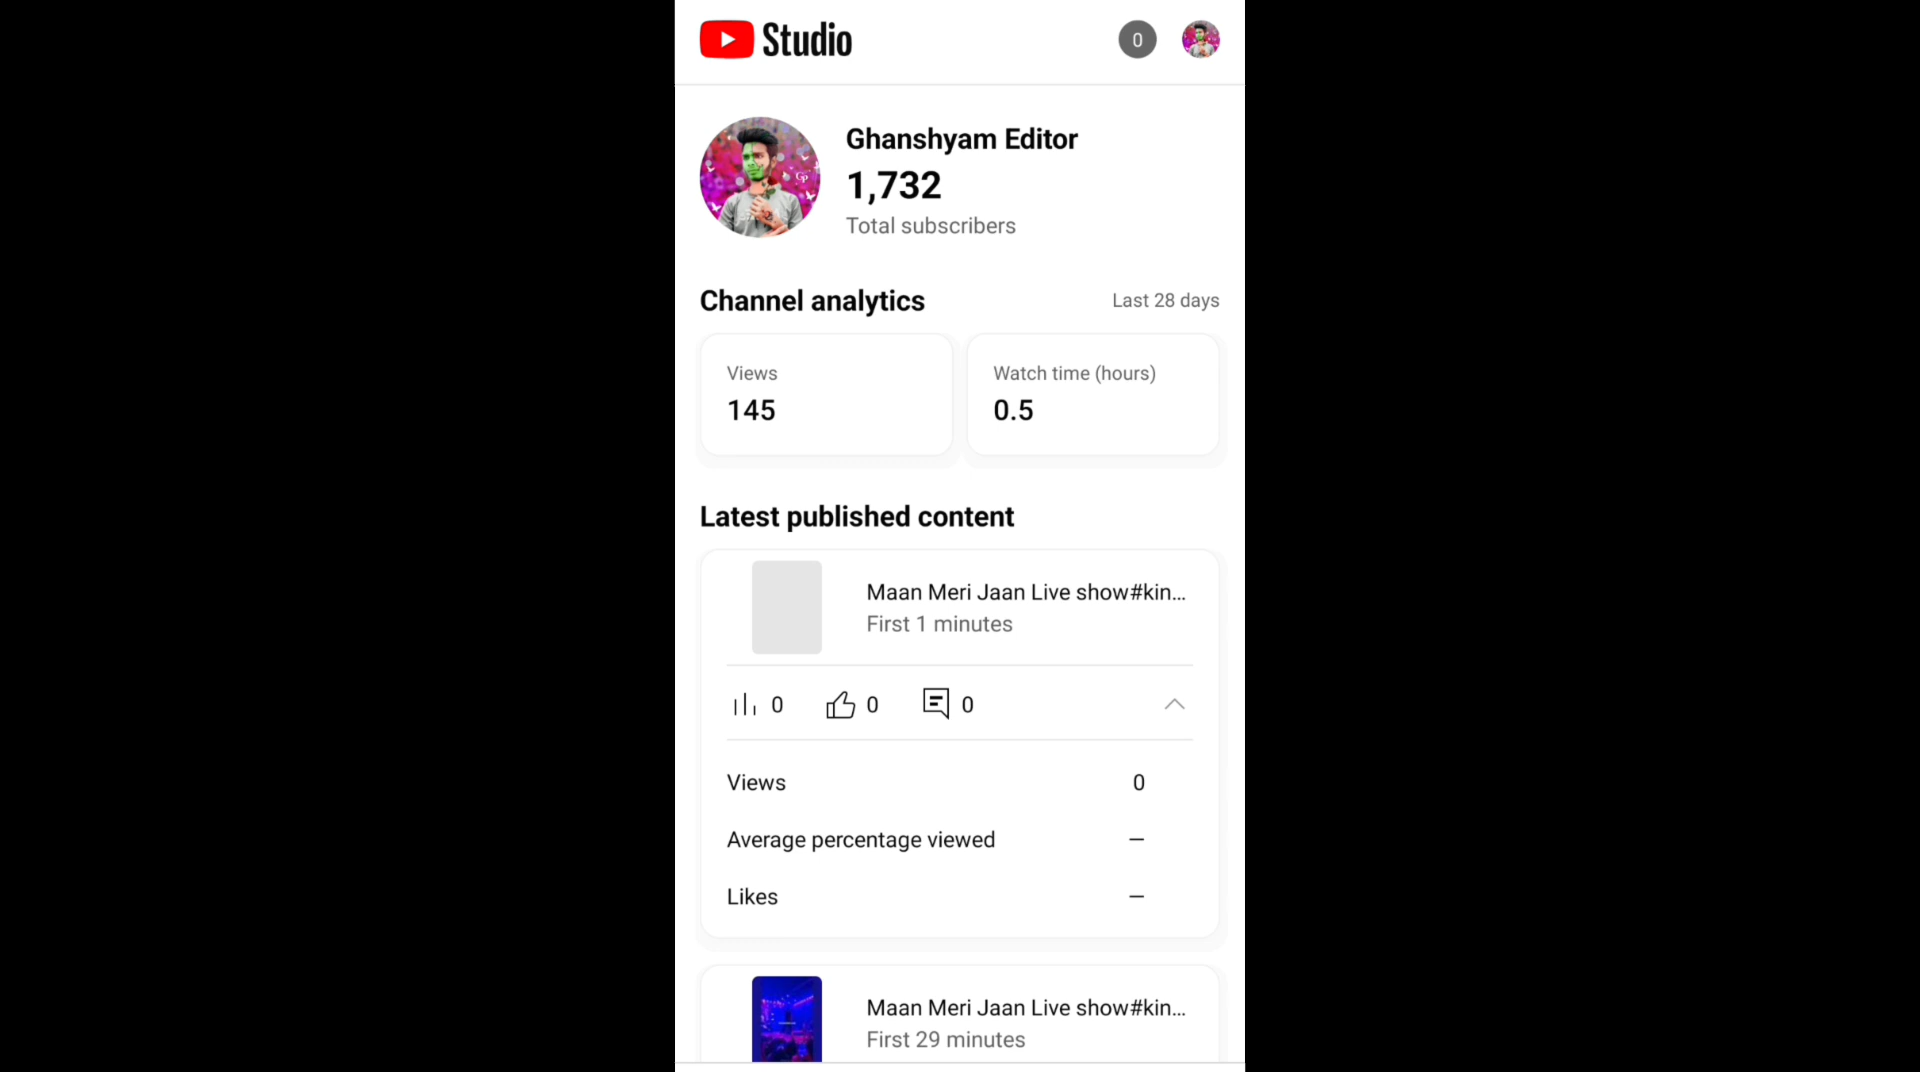 Studio
0
Ghanshyam Editor
1,732
Total subscribers
Channel analytics
Last 28 days
Views
145
Watch time (hours)
0.5
Latest published content
Maan Meri Jaan Live show#kin...
First 1 minutes
0
0
0
Views
0
Average percentage viewed
—
Likes
—
Maan Meri Jaan Live show#kin...
First 29 minutes